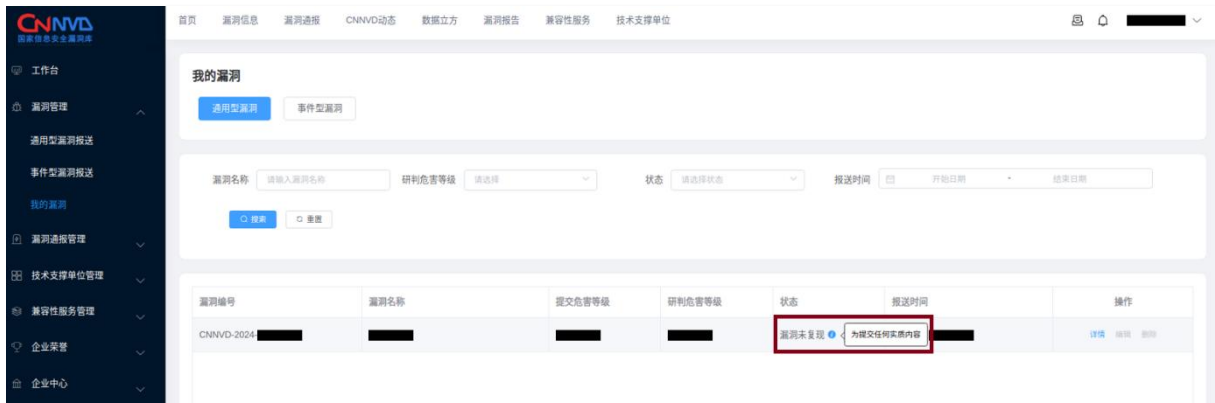 CNNVD
国家信息安全漏洞库
首页 漏洞信息 漏洞通报 CNNVD动态 数据立方 漏洞报告 兼容性服务 技术支撑单位
工作台
漏洞管理
通用型漏洞报送
事件型漏洞报送
我的漏洞
漏洞通报管理
技术支撑单位管理
兼容性服务管理
企业荣誉
企业中心
我的漏洞
通用型漏洞 事件型漏洞
漏洞名称 请输入漏洞名称 研判危害等级 请选择 状态 请选择状态 报送时间 开始日期 - 结束日期
搜索 重置
漏洞编号 漏洞名称 提交危害等级 研判危害等级 状态 报送时间 操作
CNNVD-2024- 漏洞未复现 为提交任何实质内容 详情 编辑 删除